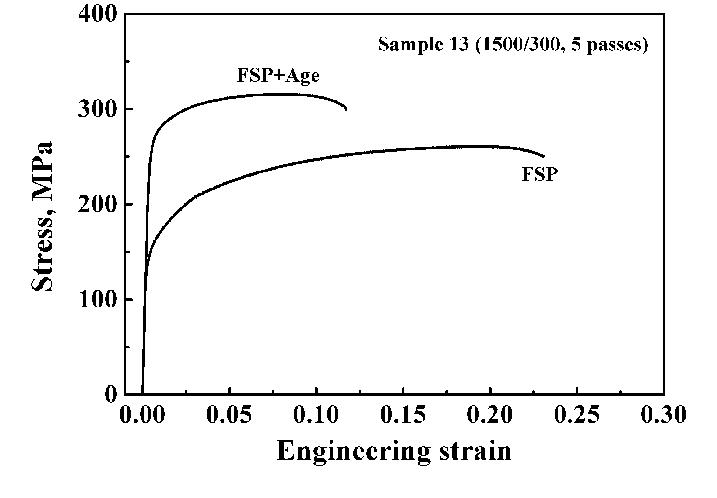 400
Sample 13 (1500/300, 5 passes)
FSP+Age
300
FSP
200
Stress, MPa
100
0
0.00 0.05 0.10 0.15 0.20 0.25 0.30
Engineering strain